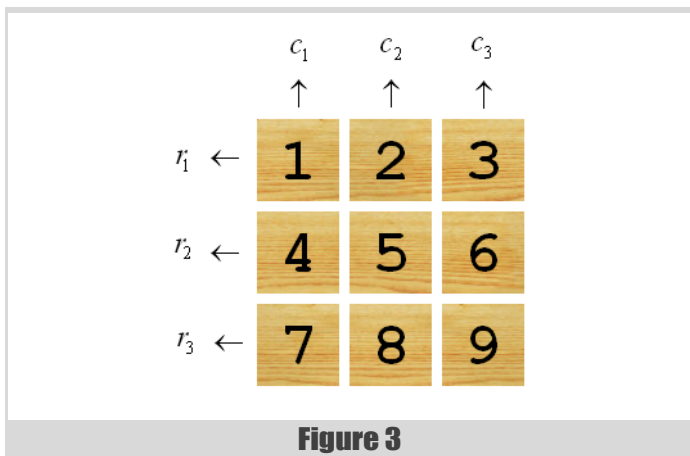 c₁ c₂ c₃
↑ ↑ ↑
r₁ ← 1 2 3
r₂ ← 4 5 6
r₃ ← 7 8 9
Figure 3